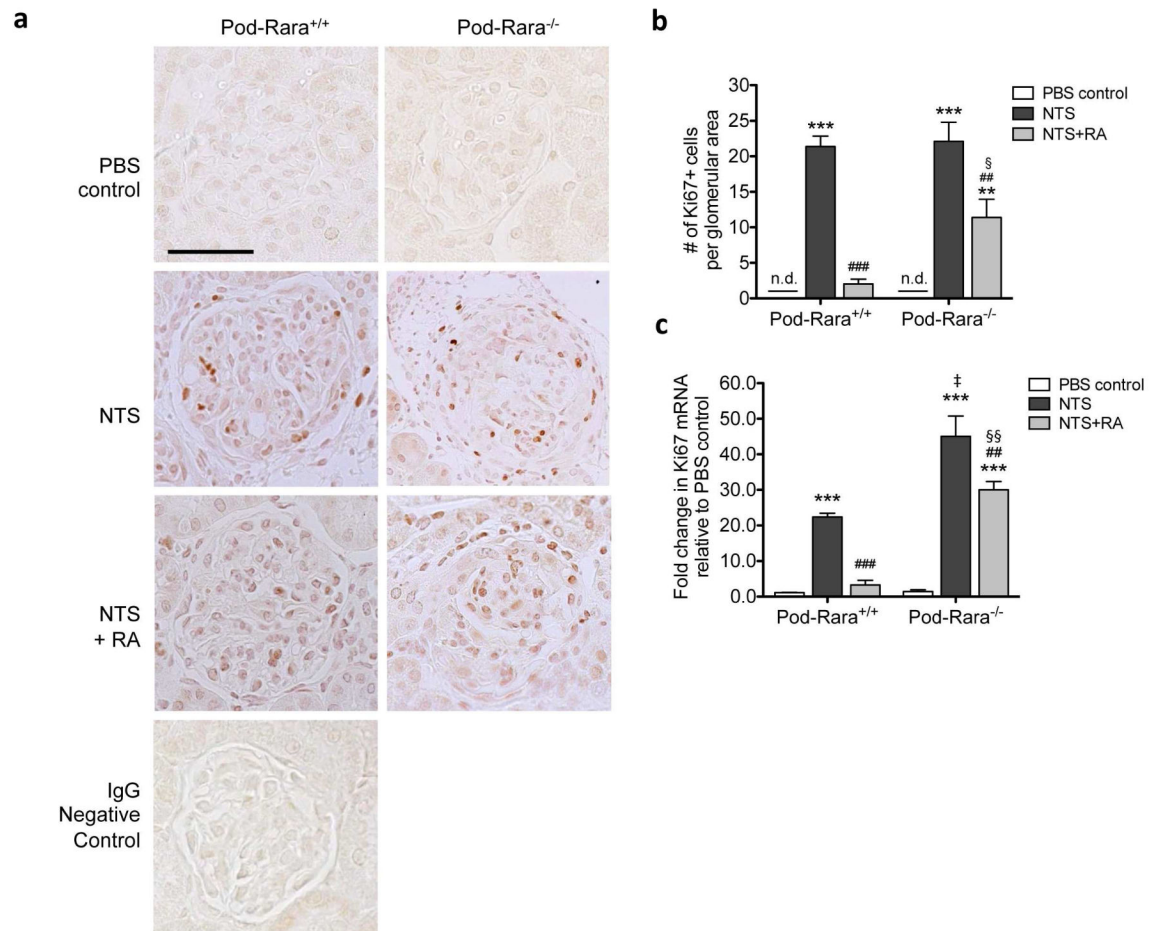 a
Pod-Rara+/+
Pod-Rara-/-
PBS
control
NTS
NTS
+ RA
IgG
Negative
Control
b
# of Ki67+ cells
per glomerular area
30
25
20
15
10
5
0
n.d.
***
###
n.d.
***
§
##
**
Pod-Rara+/+
Pod-Rara-/-
PBS control
NTS
NTS+RA
c
Fold change in Ki67 mRNA
relative to PBS control
60.0
50.0
40.0
30.0
20.0
10.0
0.0
***
###
‡
***
§§
##
***
Pod-Rara+/+
Pod-Rara-/-
PBS control
NTS
NTS+RA